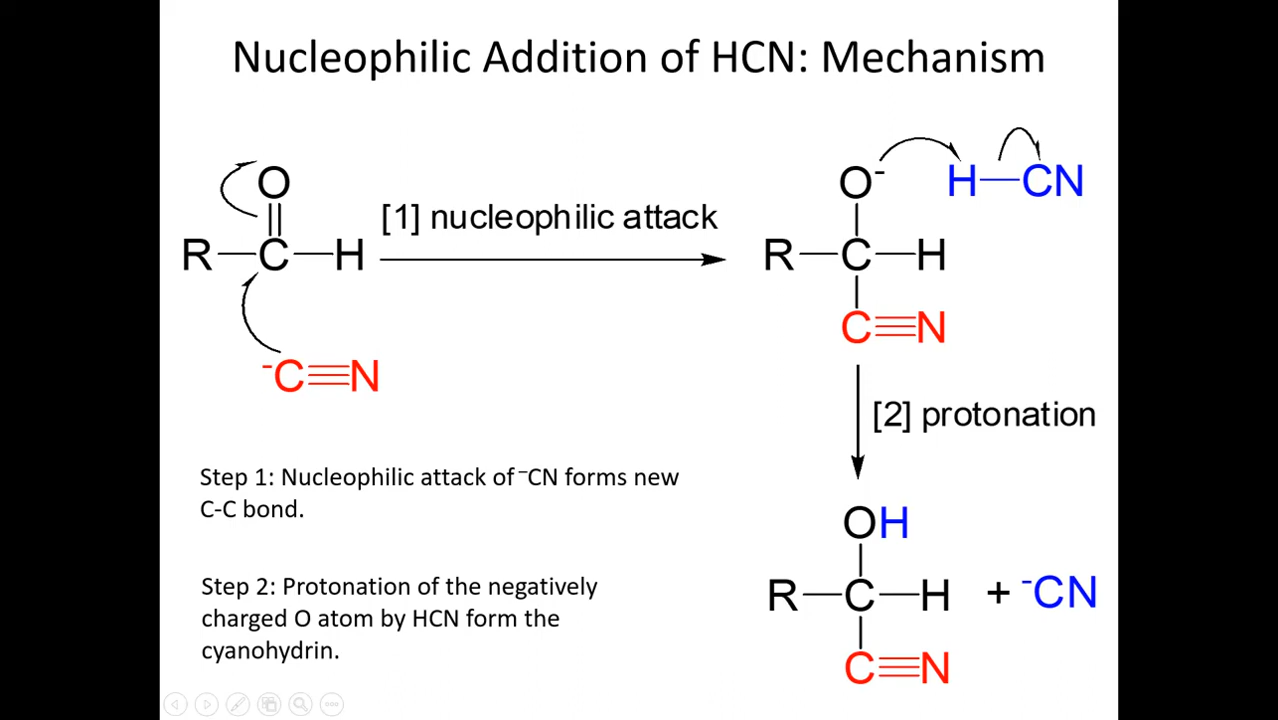 Nucleophilic Addition of HCN: Mechanism
O
R—C—H
⁻C≡N
[1] nucleophilic attack
O⁻ H—CN
R—C—H
C≡N
[2] protonation
OH
R—C—H + ⁻CN
C≡N
Step 1: Nucleophilic attack of ⁻CN forms new
C-C bond.
Step 2: Protonation of the negatively
charged O atom by HCN form the
cyanohydrin.